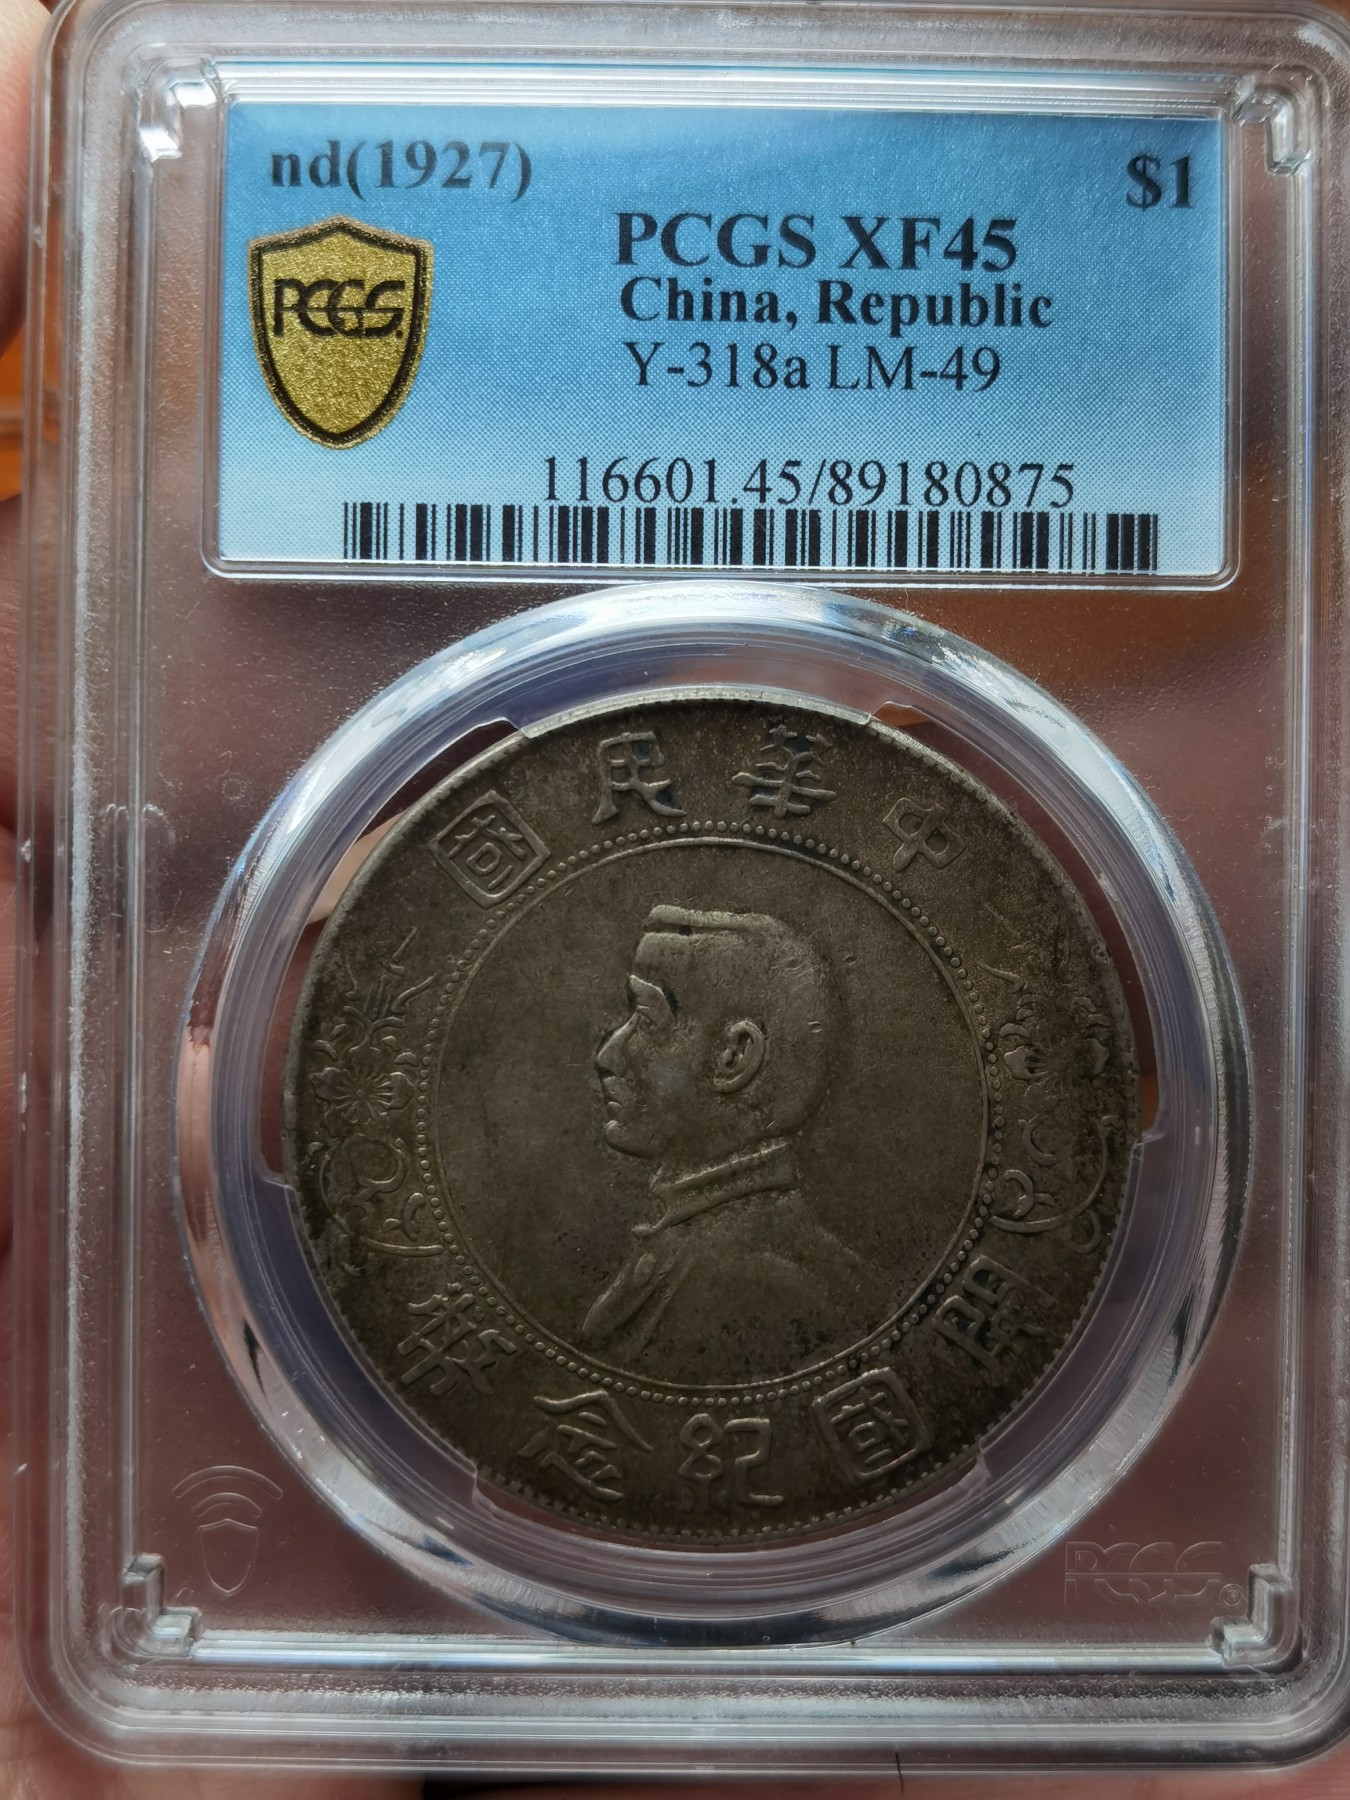 nd(1927)
$1
PCGS XF45
China, Republic
Y-318a LM-49
PCGS
116601.45/89180875
中華民國
開國紀念幣
PCGS